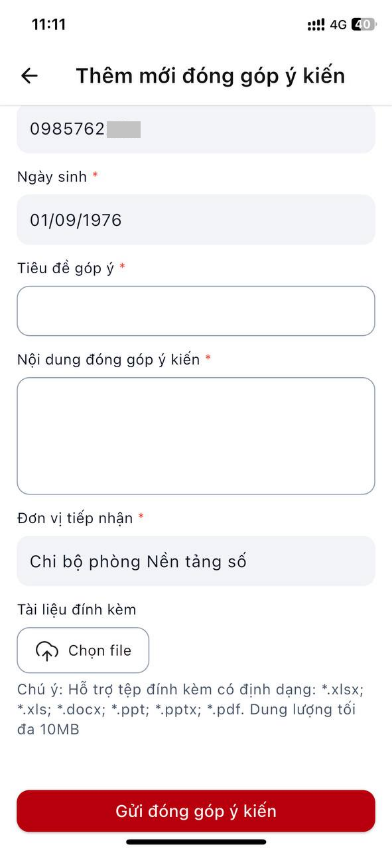 11:11
4G 40
Thêm mới đóng góp ý kiến
0985762
Ngày sinh *
01/09/1976
Tiêu đề góp ý *
Nội dung đóng góp ý kiến *
Đơn vị tiếp nhận *
Chi bộ phòng Nền tảng số
Tài liệu đính kèm
Chọn file
Chú ý: Hỗ trợ tệp đính kèm có định dạng: *.xlsx;
*.xls; *.docx; *.ppt; *.pptx; *.pdf. Dung lượng tối
đa 10MB
Gửi đóng góp ý kiến